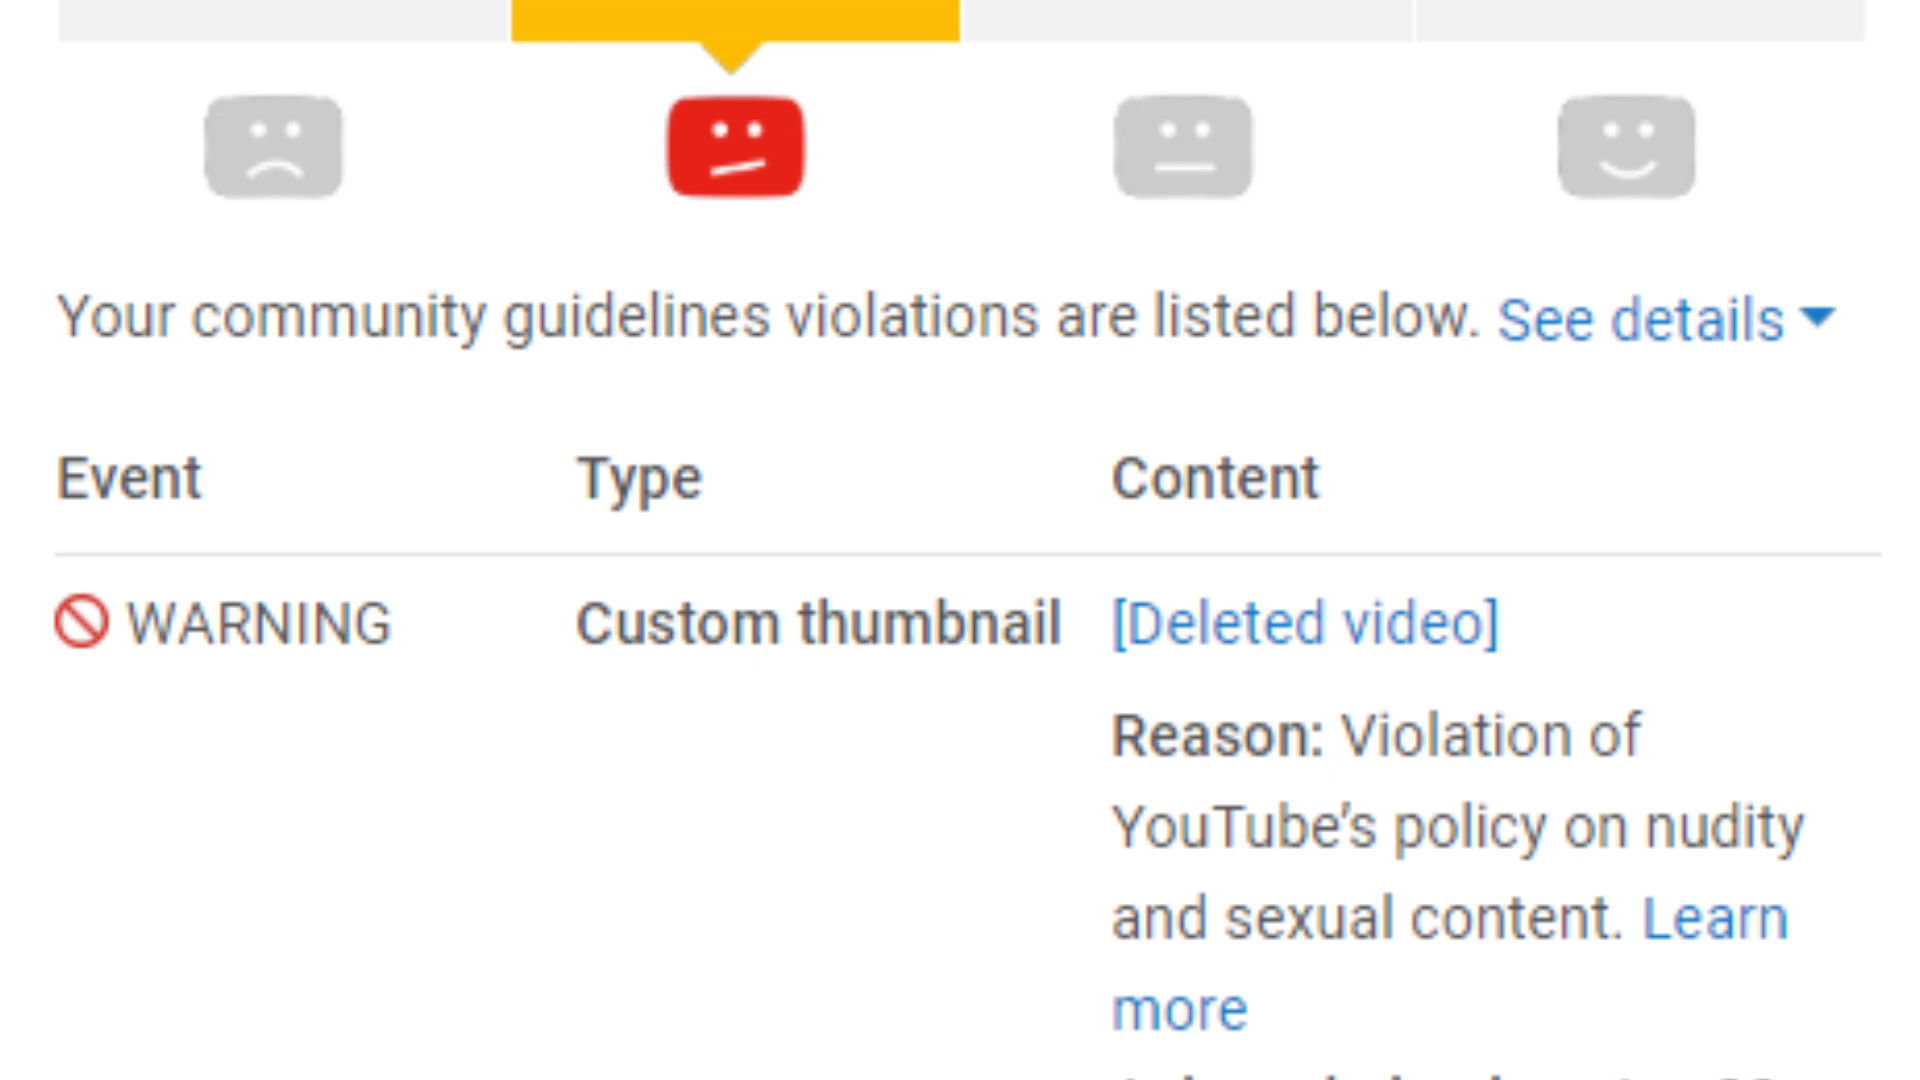 Your community guidelines violations are listed below. See details
Event Type Content
WARNING Custom thumbnail [Deleted video]
Reason: Violation of
YouTube’s policy on nudity
and sexual content. Learn
more